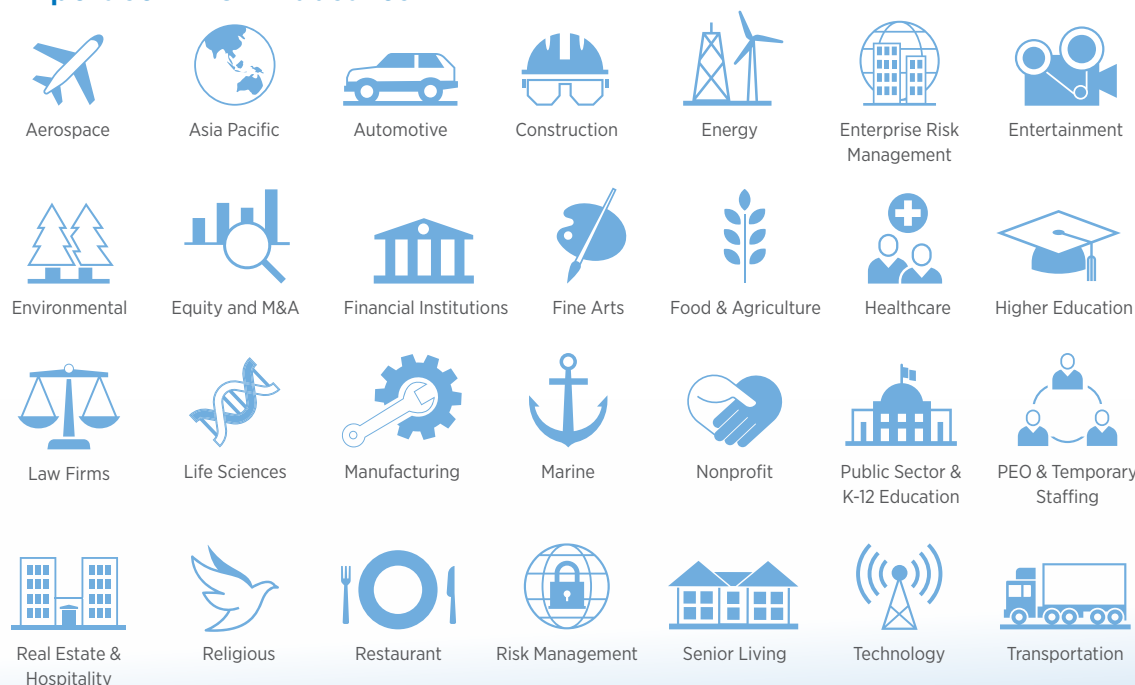 Aerospace
Asia Pacific
Automotive
Construction
Energy
Enterprise Risk
Management
Entertainment
Environmental
Equity and M&A
Financial Institutions
Fine Arts
Food & Agriculture
Healthcare
Higher Education
Law Firms
Life Sciences
Manufacturing
Marine
Nonprofit
Public Sector &
K-12 Education
PEO & Temporary
Staffing
Real Estate &
Hospitality
Religious
Restaurant
Risk Management
Senior Living
Technology
Transportation